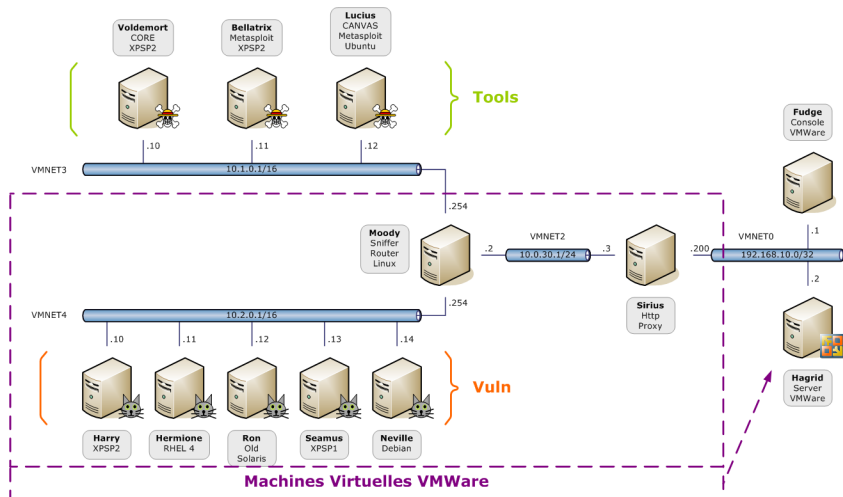 Voldemort
CORE
XPSP2
Bellatrix
Metasploit
XPSP2
Lucius
CANVAS
Metasploit
Ubuntu
Tools
.10
.11
.12
VMNET3
10.1.0.1/16
.254
Fudge
Console
VMWare
.1
Moody
Sniffer
Router
Linux
.2
VMNET2
10.0.30.1/24
.3
.200
VMNET0
192.168.10.0/32
.2
Sirius
Http
Proxy
.254
VMNET4
10.2.0.1/16
.10
.11
.12
.13
.14
Vuln
Hagrid
Server
VMWare
Harry
XPSP2
Hermione
RHEL 4
Ron
Old
Solaris
Seamus
XPSP1
Neville
Debian
Machines Virtuelles VMWare